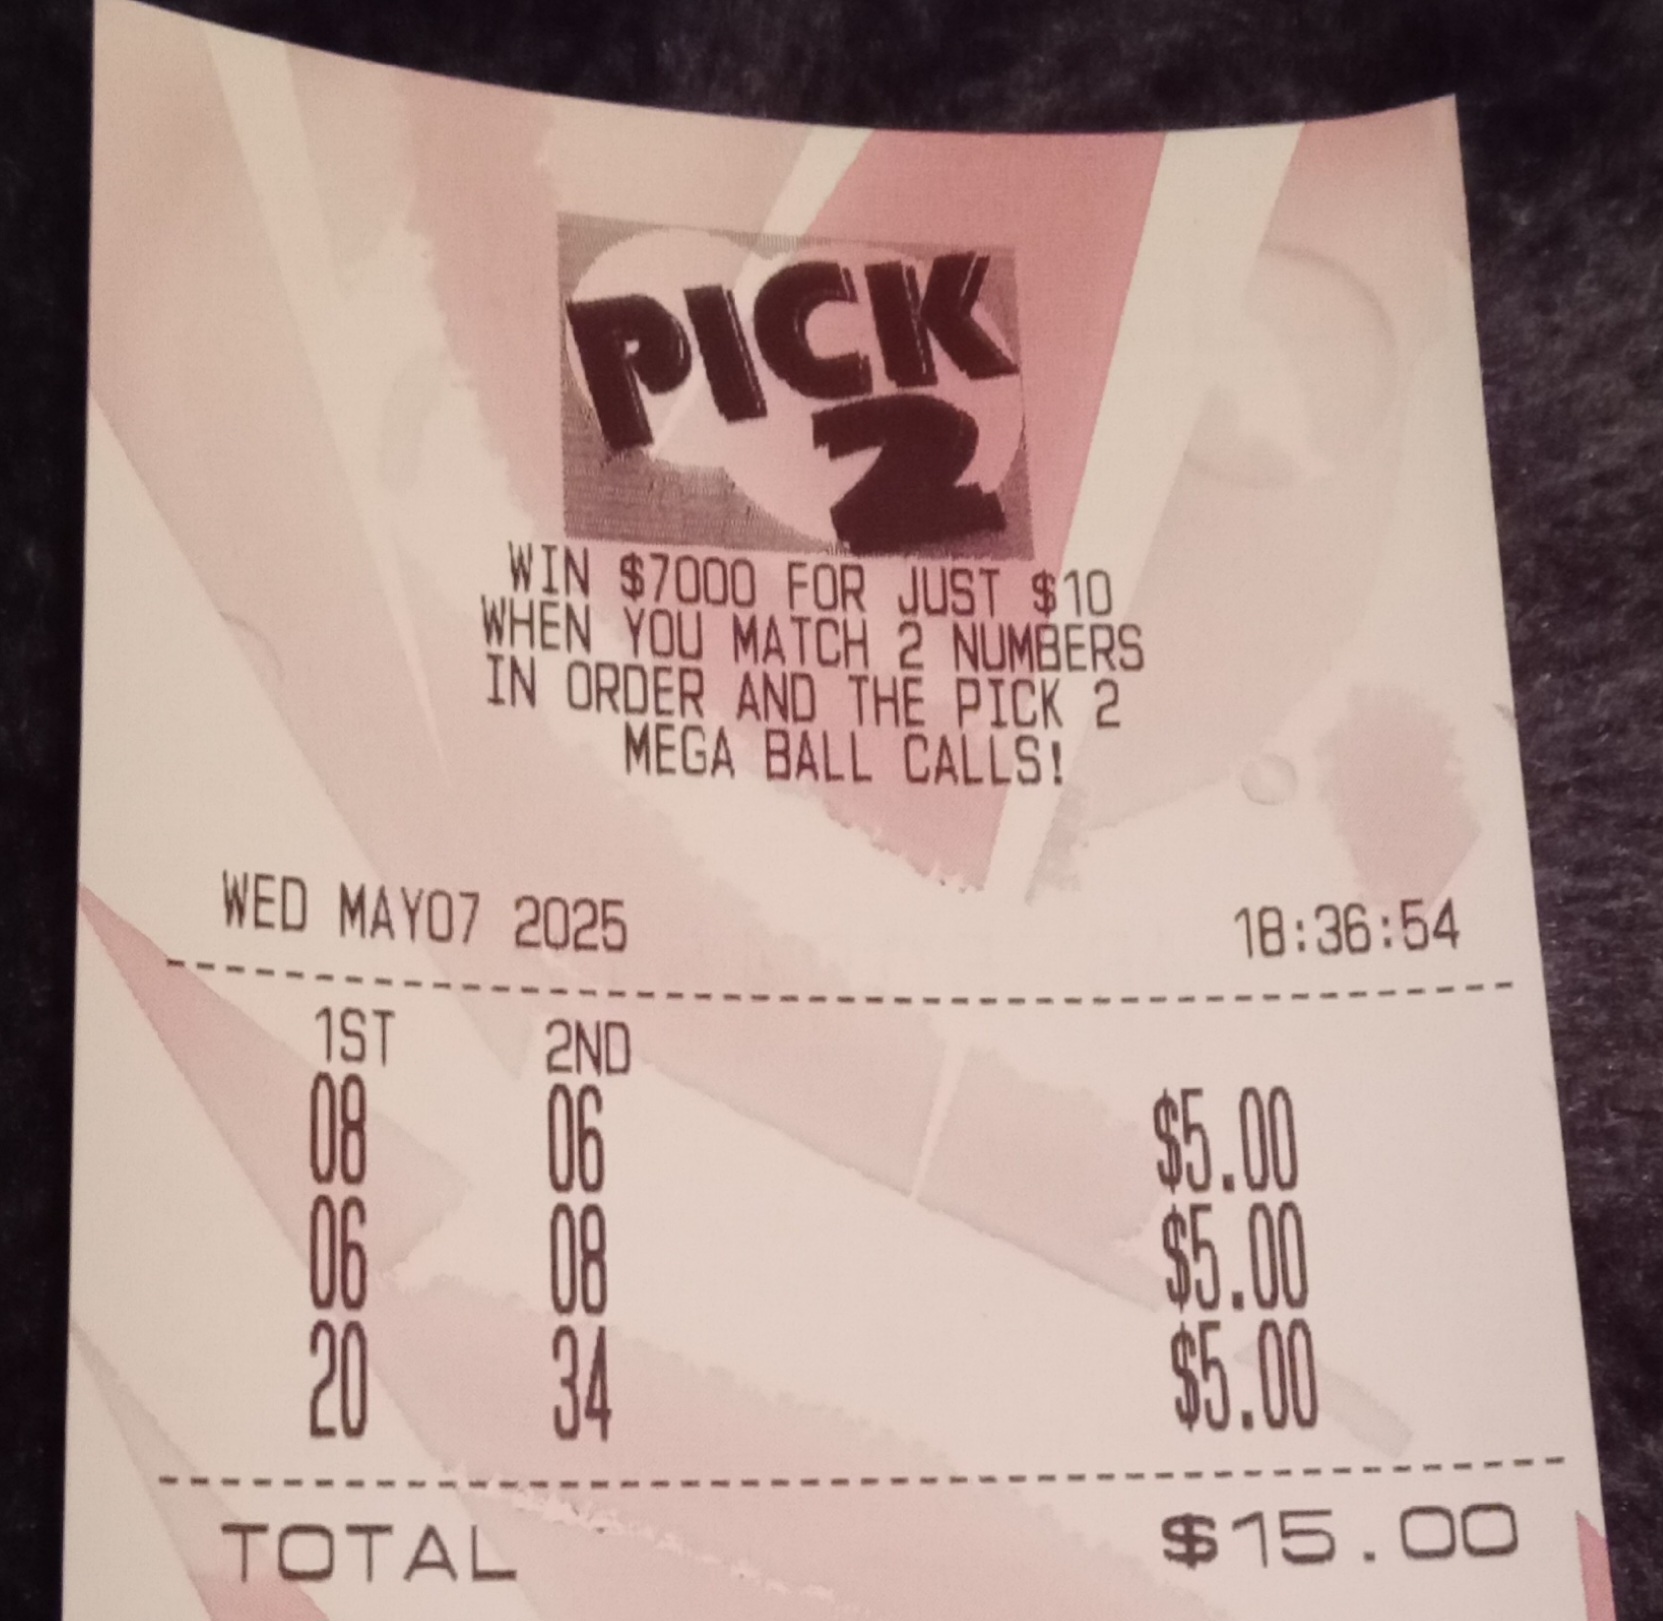 PICK
2
WIN $7000 FOR JUST $10
WHEN YOU MATCH 2 NUMBERS
IN ORDER AND THE PICK 2
MEGA BALL CALLS!
WED MAY07 2025 18:36:54
1ST 2ND
08 06 $5.00
06 08 $5.00
20 34 $5.00
TOTAL $15.00